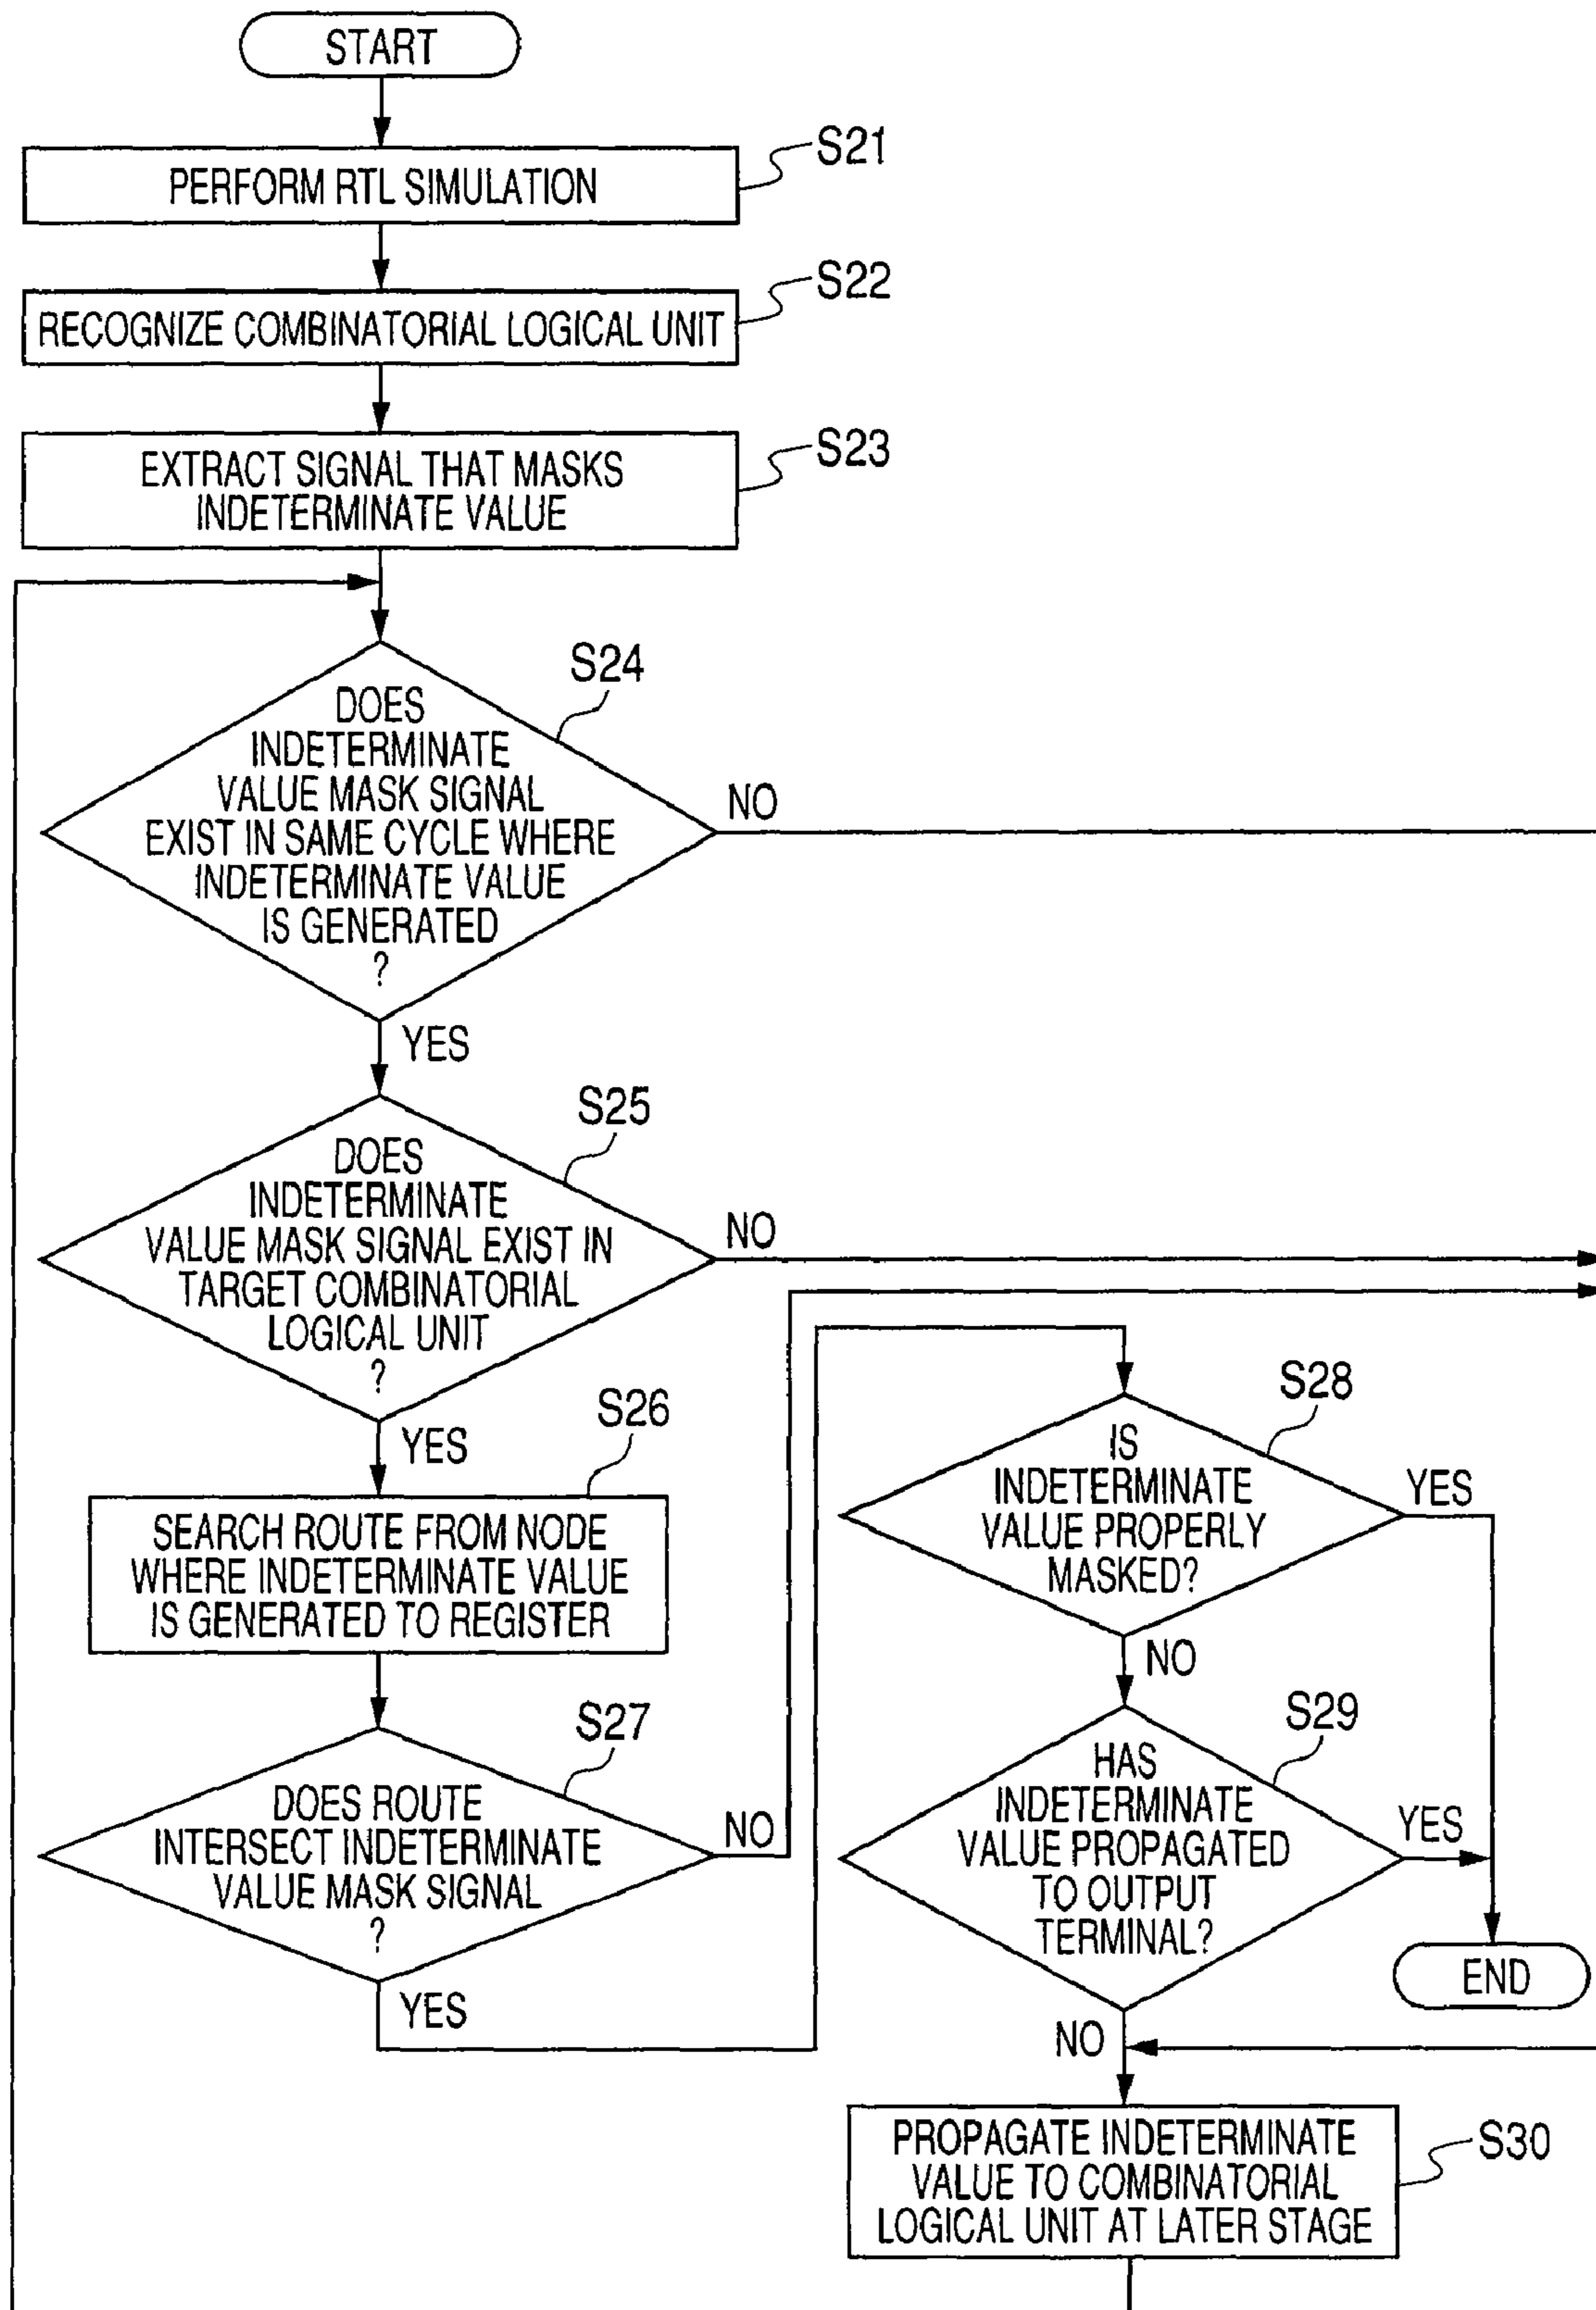 START
PERFORM RTL SIMULATION
S21
RECOGNIZE COMBINATORIAL LOGICAL UNIT
S22
EXTRACT SIGNAL THAT MASKS
INDETERMINATE VALUE
S23
S24
DOES
INDETERMINATE
VALUE MASK SIGNAL
EXIST IN SAME CYCLE WHERE
INDETERMINATE VALUE
IS GENERATED
?
NO
YES
S25
DOES
INDETERMINATE
VALUE MASK SIGNAL EXIST IN
TARGET COMBINATORIAL
LOGICAL UNIT
?
NO
YES
S26
SEARCH ROUTE FROM NODE
WHERE INDETERMINATE VALUE
IS GENERATED TO REGISTER
S27
DOES ROUTE
INTERSECT INDETERMINATE
VALUE MASK SIGNAL
?
NO
YES
S28
IS
INDETERMINATE
VALUE PROPERLY
MASKED?
YES
NO
S29
HAS
INDETERMINATE
VALUE PROPAGATED
TO OUTPUT
TERMINAL?
YES
END
NO
PROPAGATE INDETERMINATE
VALUE TO COMBINATORIAL
LOGICAL UNIT AT LATER STAGE
S30